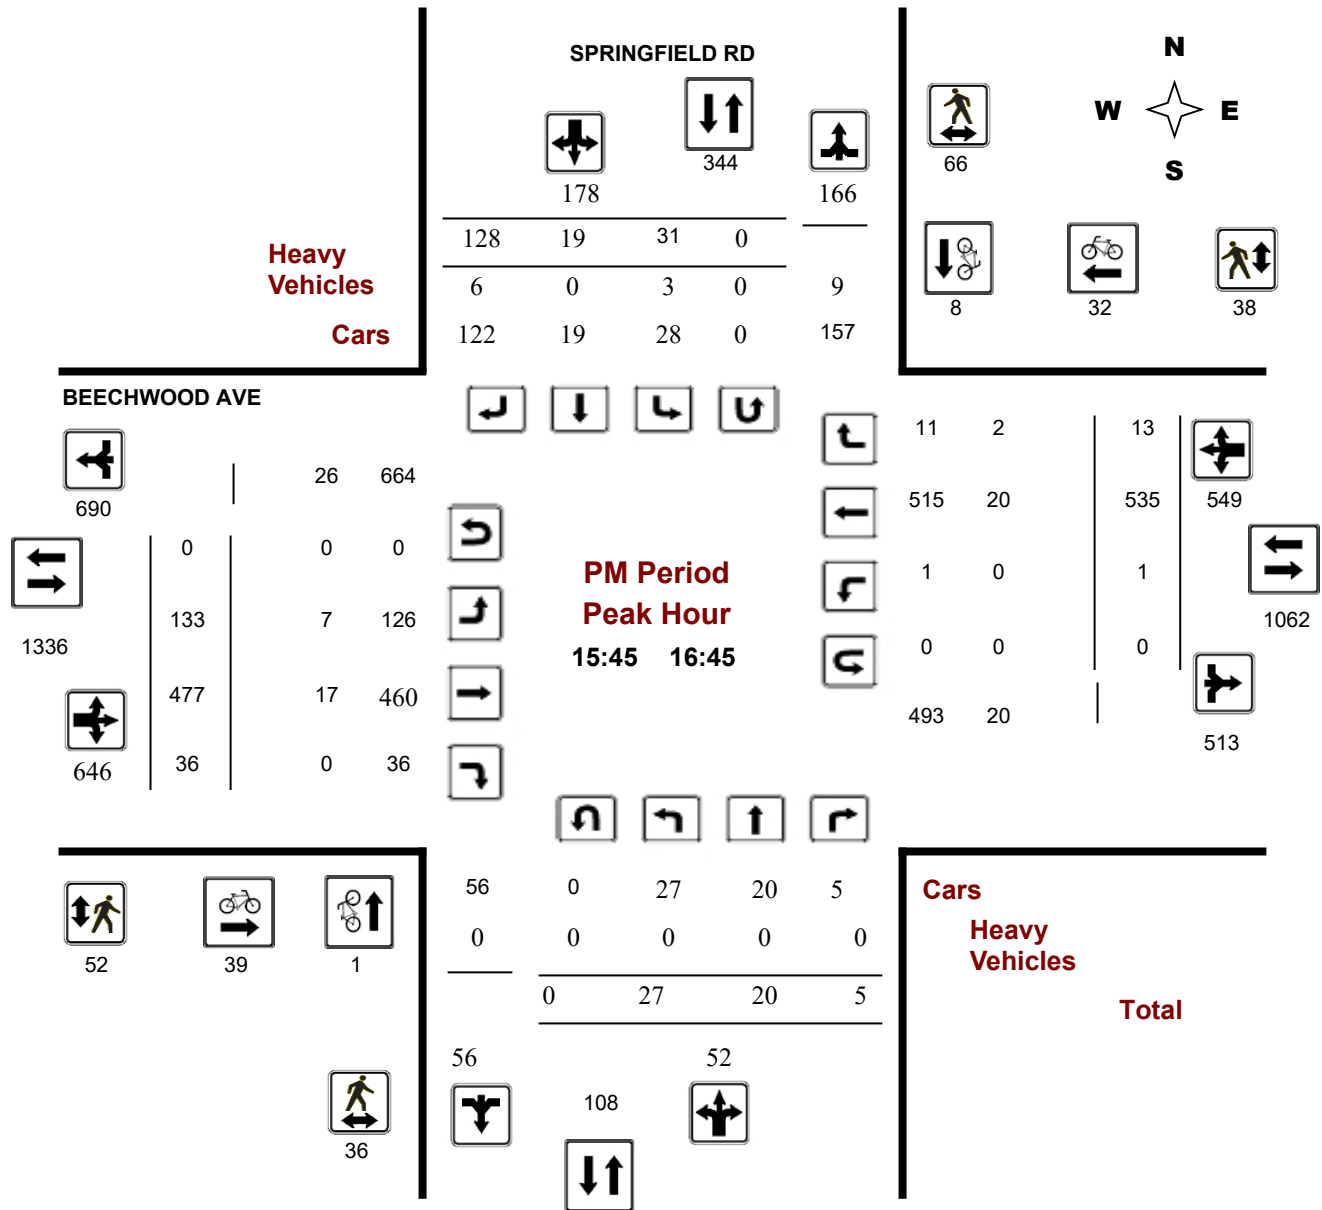 SPRINGFIELD RD
N
W E
S
344
66
178 166
128 19 31 0
Heavy
Vehicles
6 0 3 0 9
8 32 38
Cars
122 19 28 0 157
BEECHWOOD AVE
11 2 13
26 664
690
515 20 535 549
0 0 0
PM Period
1 0 1
Peak Hour
133 7 126
1062
1336
15:45 16:45
0 0 0
477 17 460
493 20
513
646 36 0 36
56 0 27 20 5
Cars
0 0 0 0 0
Heavy
Vehicles
52 39 1
0 27 20 5
Total
56 52
108
36